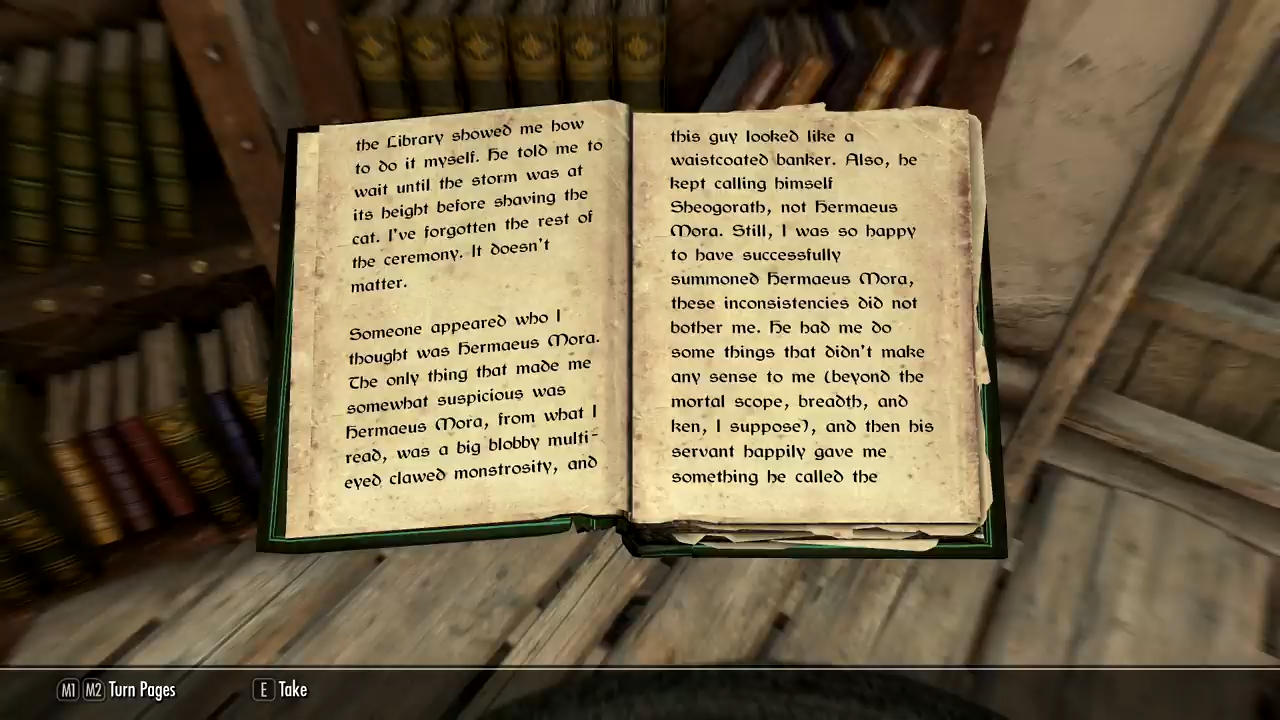 the Library showed me how
to do it myself. He told me to
wait until the storm was at
its height before shaving the
cat. I've forgotten the rest of
the ceremony. It doesn't
matter.
Someone appeared who I
thought was Hermaeus Mora.
The only thing that made me
somewhat suspicious was
Hermaeus Mora, from what I
read, was a big blobby multi-
eyed clawed monstrosity, and
this guy looked like a
waistcoated banker. Also, he
kept calling himself
Sheogorath, not Hermaeus
Mora. Still, I was so happy
to have successfully
summoned Hermaeus Mora,
these inconsistencies did not
bother me. He had me do
some things that didn't make
any sense to me (beyond the
mortal scope, breadth, and
ken, I suppose), and then his
servant happily gave me
something he called the
M1 M2 Turn Pages
E Take